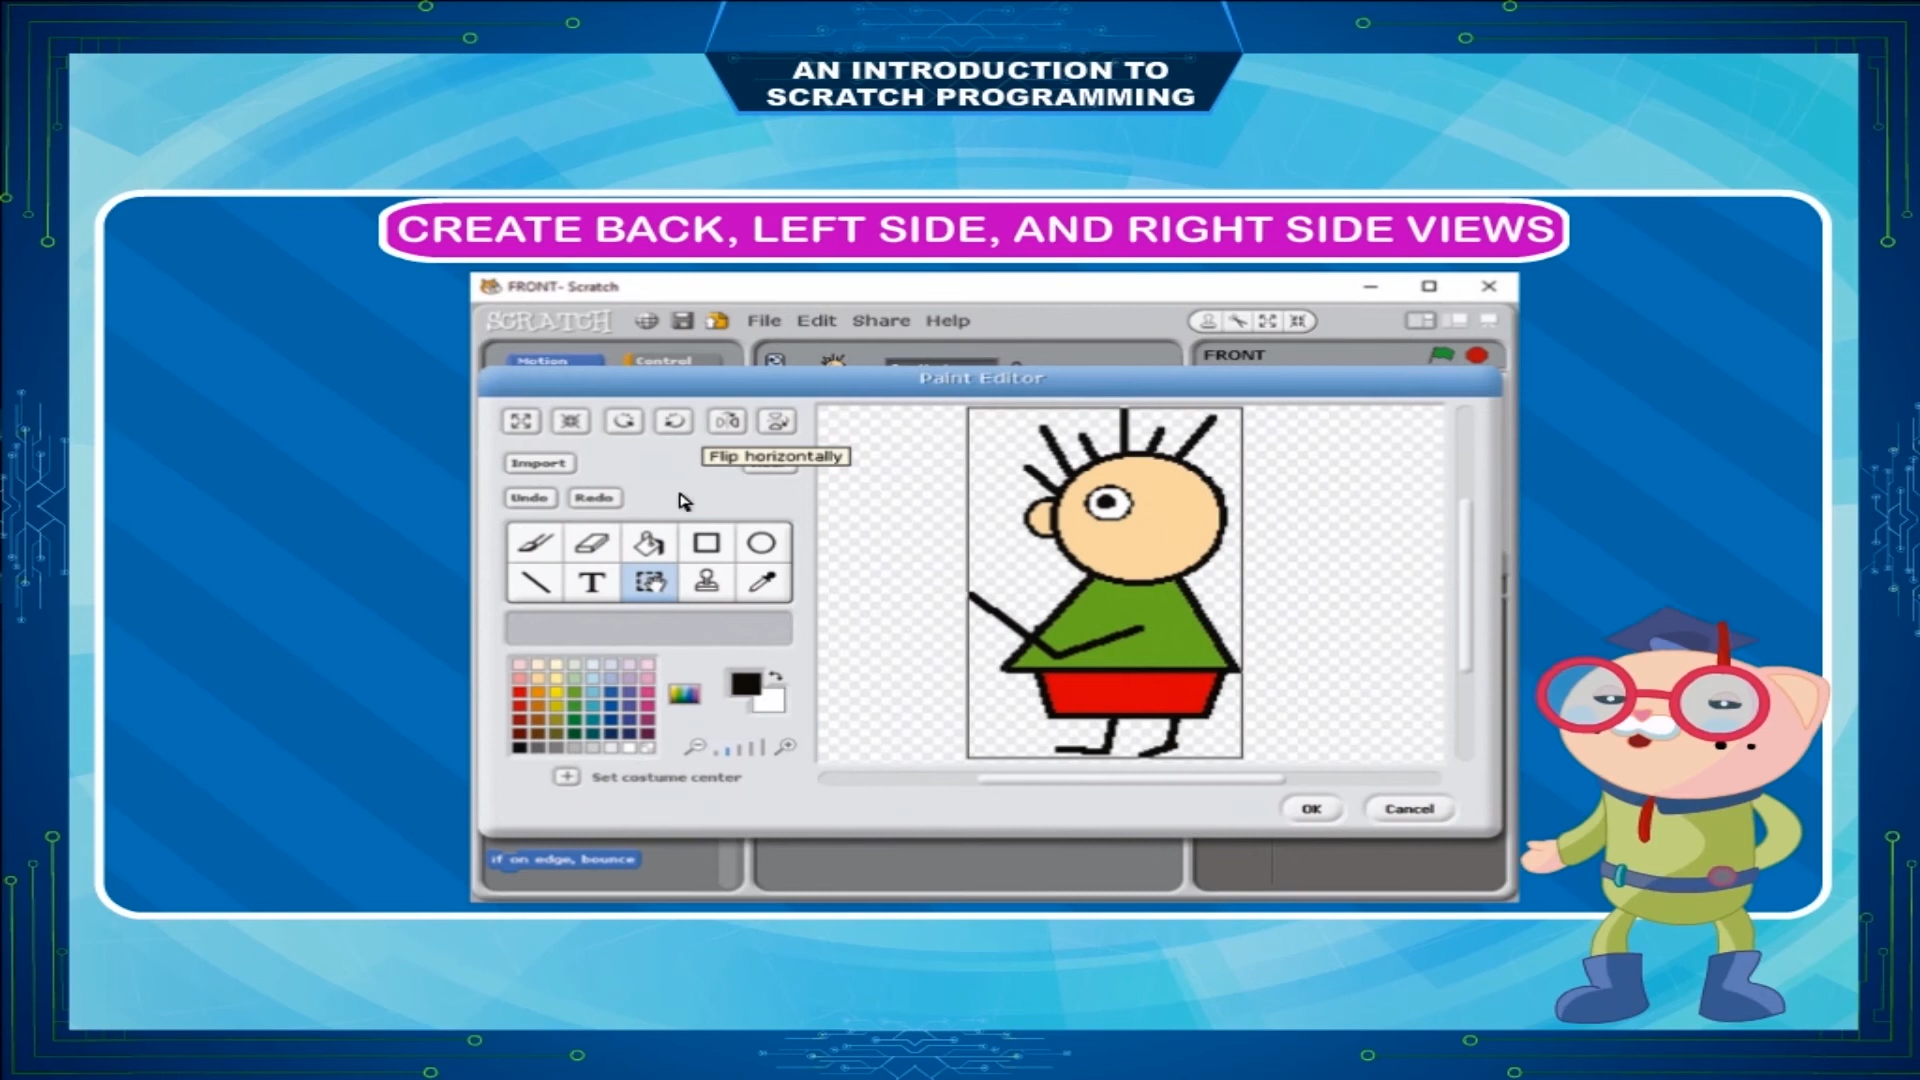 AN INTRODUCTION TO
SCRATCH PROGRAMMING
CREATE BACK, LEFT SIDE, AND RIGHT SIDE VIEWS
FRONT- Scratch
SCRATCH File Edit Share Help
Motion Control
FRONT
Paint Editor
Import
Flip horizontally
Undo Redo
T
Set costume center
OK Cancel
if on edge, bounce